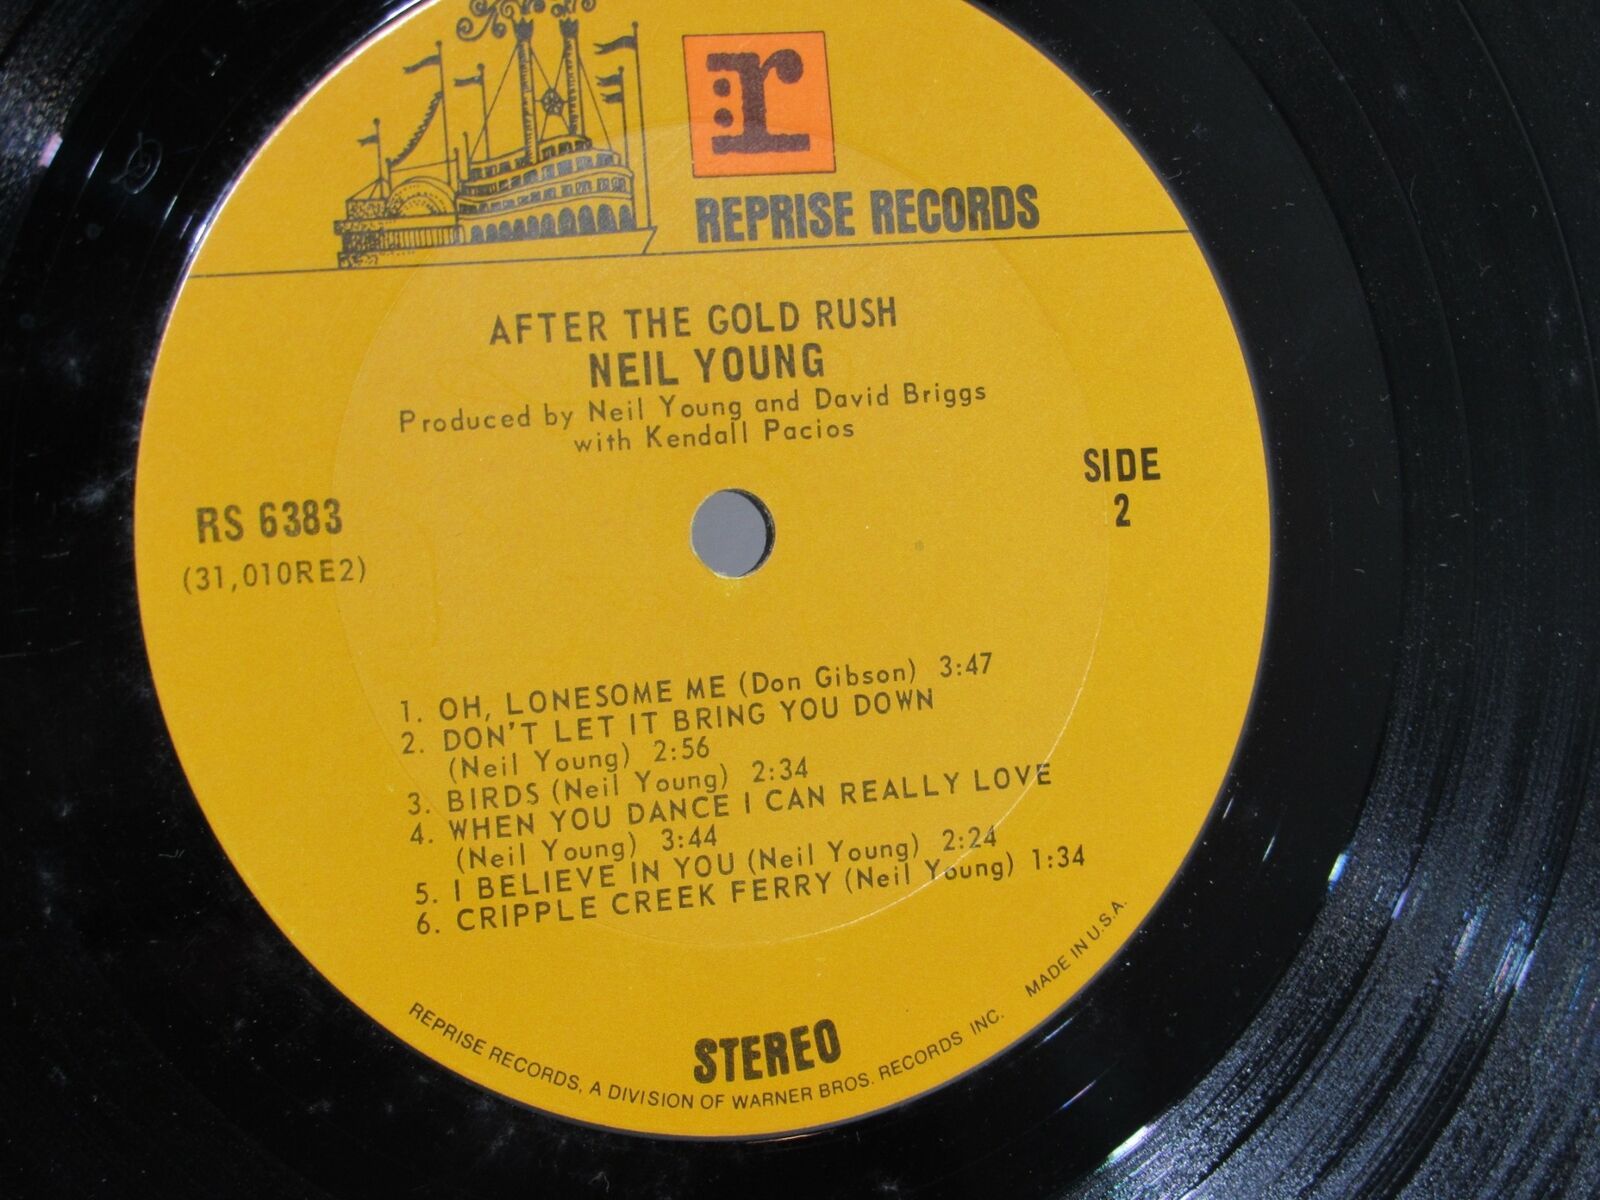 r
REPRISE RECORDS
AFTER THE GOLD RUSH
NEIL YOUNG
Produced by Neil Young and David Briggs
with Kendall Pacios
SIDE
2
RS 6383
(31,010RE2)
1. OH, LONESOME ME (Don Gibson) 3:47
2. DON'T LET IT BRING YOU DOWN
(Neil Young) 2:56
3. BIRDS (Neil Young) 2:34
4. WHEN YOU DANCE I CAN REALLY LOVE
(Neil Young) 3:44
5. I BELIEVE IN YOU (Neil Young) 2:24
6. CRIPPLE CREEK FERRY (Neil Young) 1:34
STEREO
REPRISE RECORDS, A DIVISION OF WARNER BROS. RECORDS INC. MADE IN U.S.A.